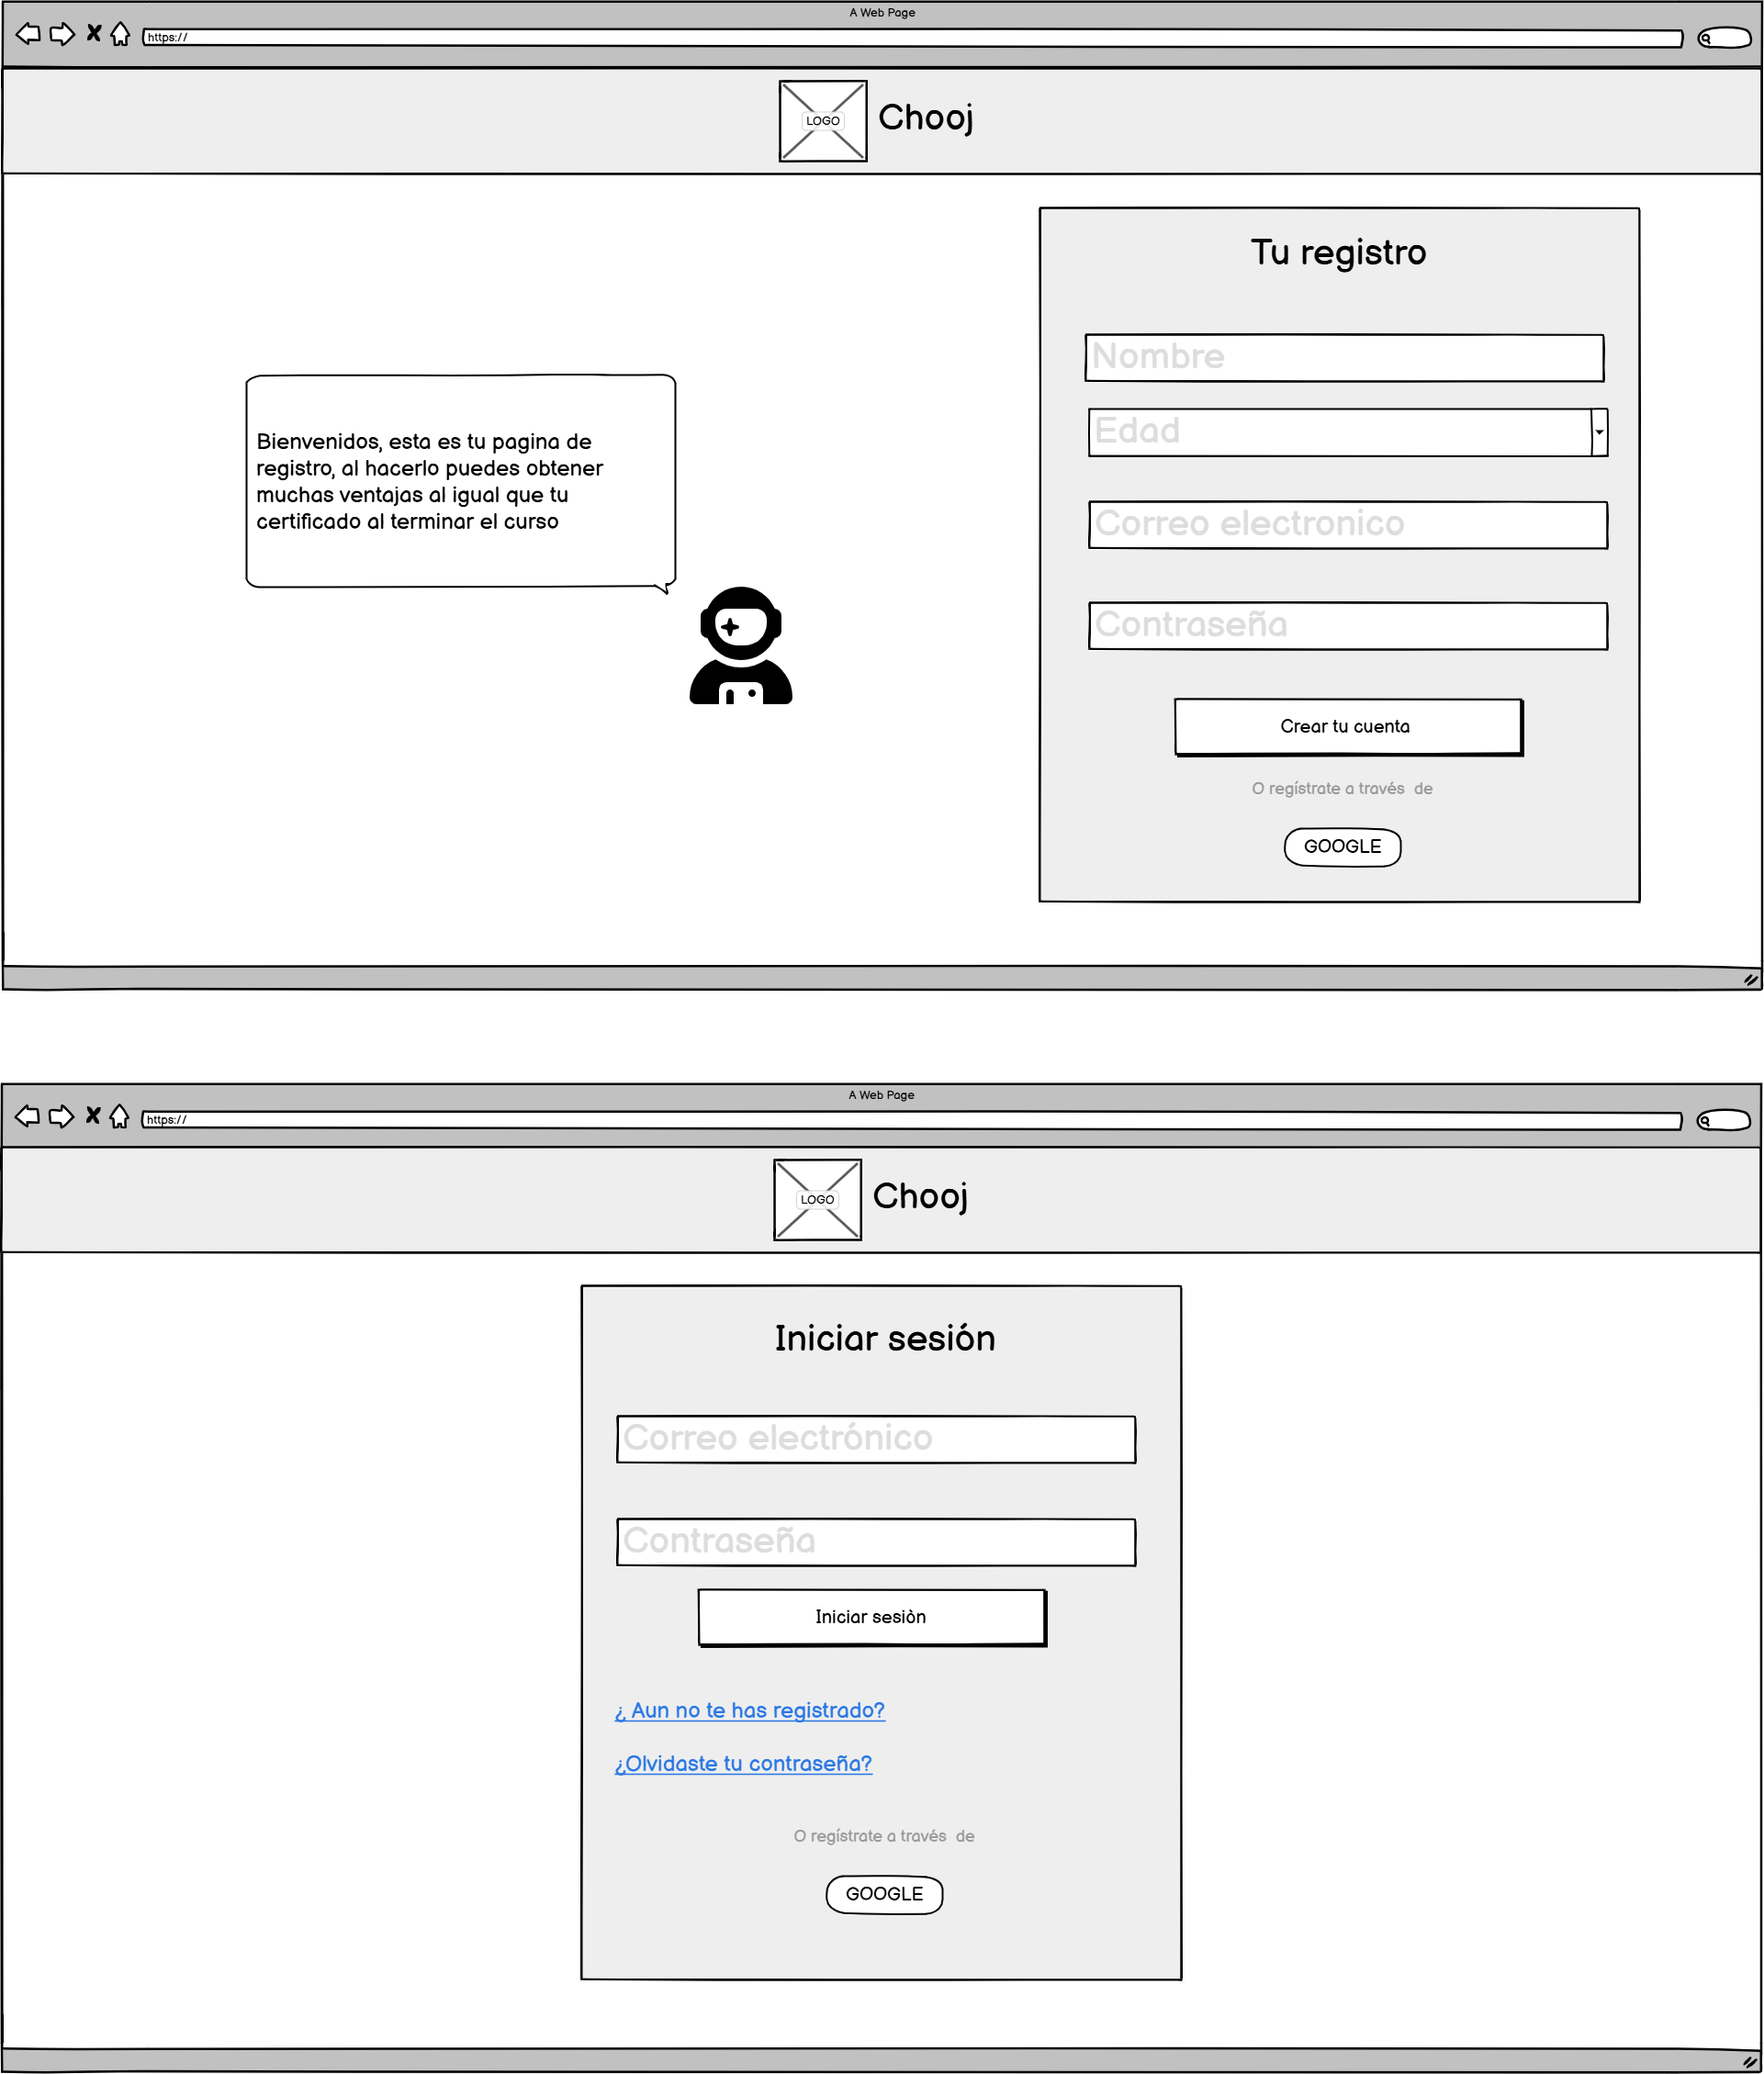 A Web Page
https://
LOGO
Chooj
Tu registro
Nombre
Edad
Correo electronico
Contraseña
Crear tu cuenta
O regístrate a través  de
GOOGLE
Bienvenidos, esta es tu pagina de
registro, al hacerlo puedes obtener
muchas ventajas al igual que tu
certificado al terminar el curso
A Web Page
https://
LOGO
Chooj
Iniciar sesión
Correo electrónico
Contraseña
Iniciar sesiòn
¿ Aun no te has registrado?
¿Olvidaste tu contraseña?
O regístrate a través  de
GOOGLE